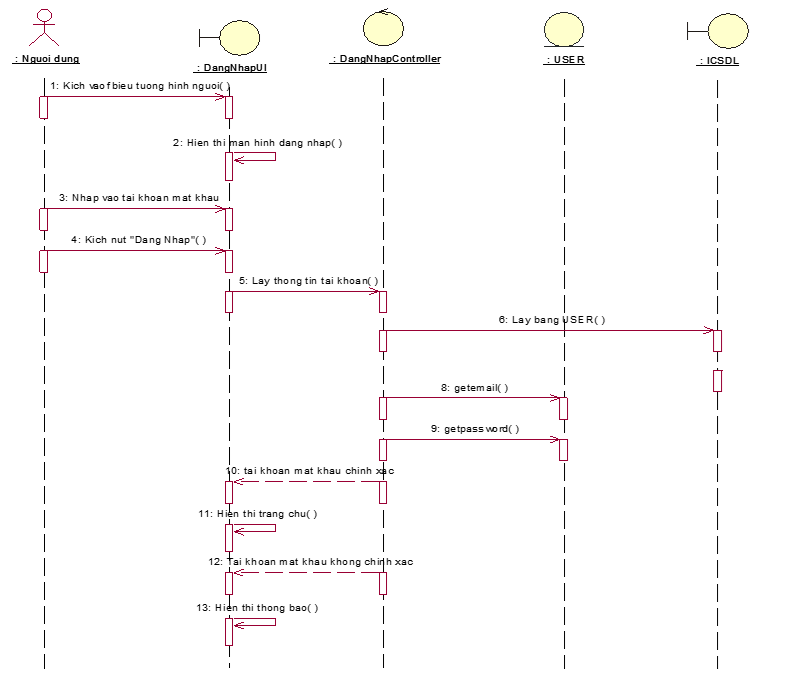 : Nguoi dung
: DangNhapUI
: DangNhapController
: USER
: ICSDL
1: Kich vaof bieu tuong hinh nguoi( )
2: Hien thi man hinh dang nhap( )
3: Nhap vao tai khoan mat khau
4: Kich nut "Dang Nhap"( )
5: Lay thong tin tai khoan( )
6: Lay bang USER( )
8: getemail( )
9: getpassword( )
10: tai khoan mat khau chinh xac
11: Hien thi trang chu( )
12: Tai khoan mat khau khong chinh xac
13: Hien thi thong bao( )